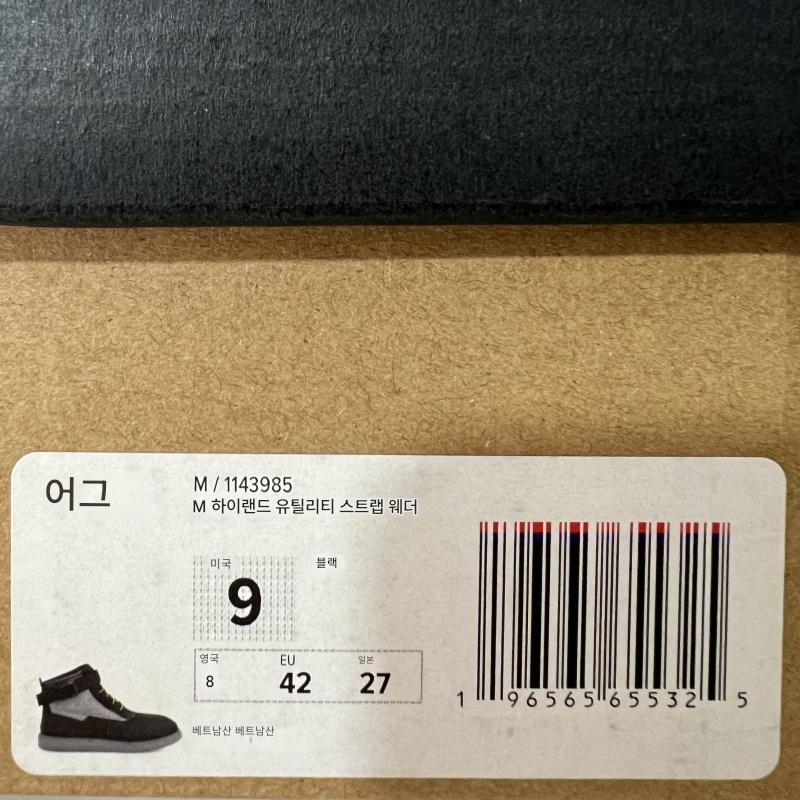 어그
M / 1143985
M 하이랜드 유틸리티 스트랩 웨더
미국
블랙
9
영국 EU 일본
8 42 27
베트남산 베트남산
1 96565 65532 5